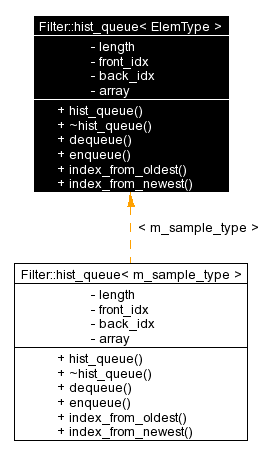 Filter::hist_queue< ElemType >
- length
- front_idx
- back_idx
- array
+ hist_queue()
+ ~hist_queue()
+ dequeue()
+ enqueue()
+ index_from_oldest()
+ index_from_newest()
< m_sample_type >
Filter::hist_queue< m_sample_type >
- length
- front_idx
- back_idx
- array
+ hist_queue()
+ ~hist_queue()
+ dequeue()
+ enqueue()
+ index_from_oldest()
+ index_from_newest()